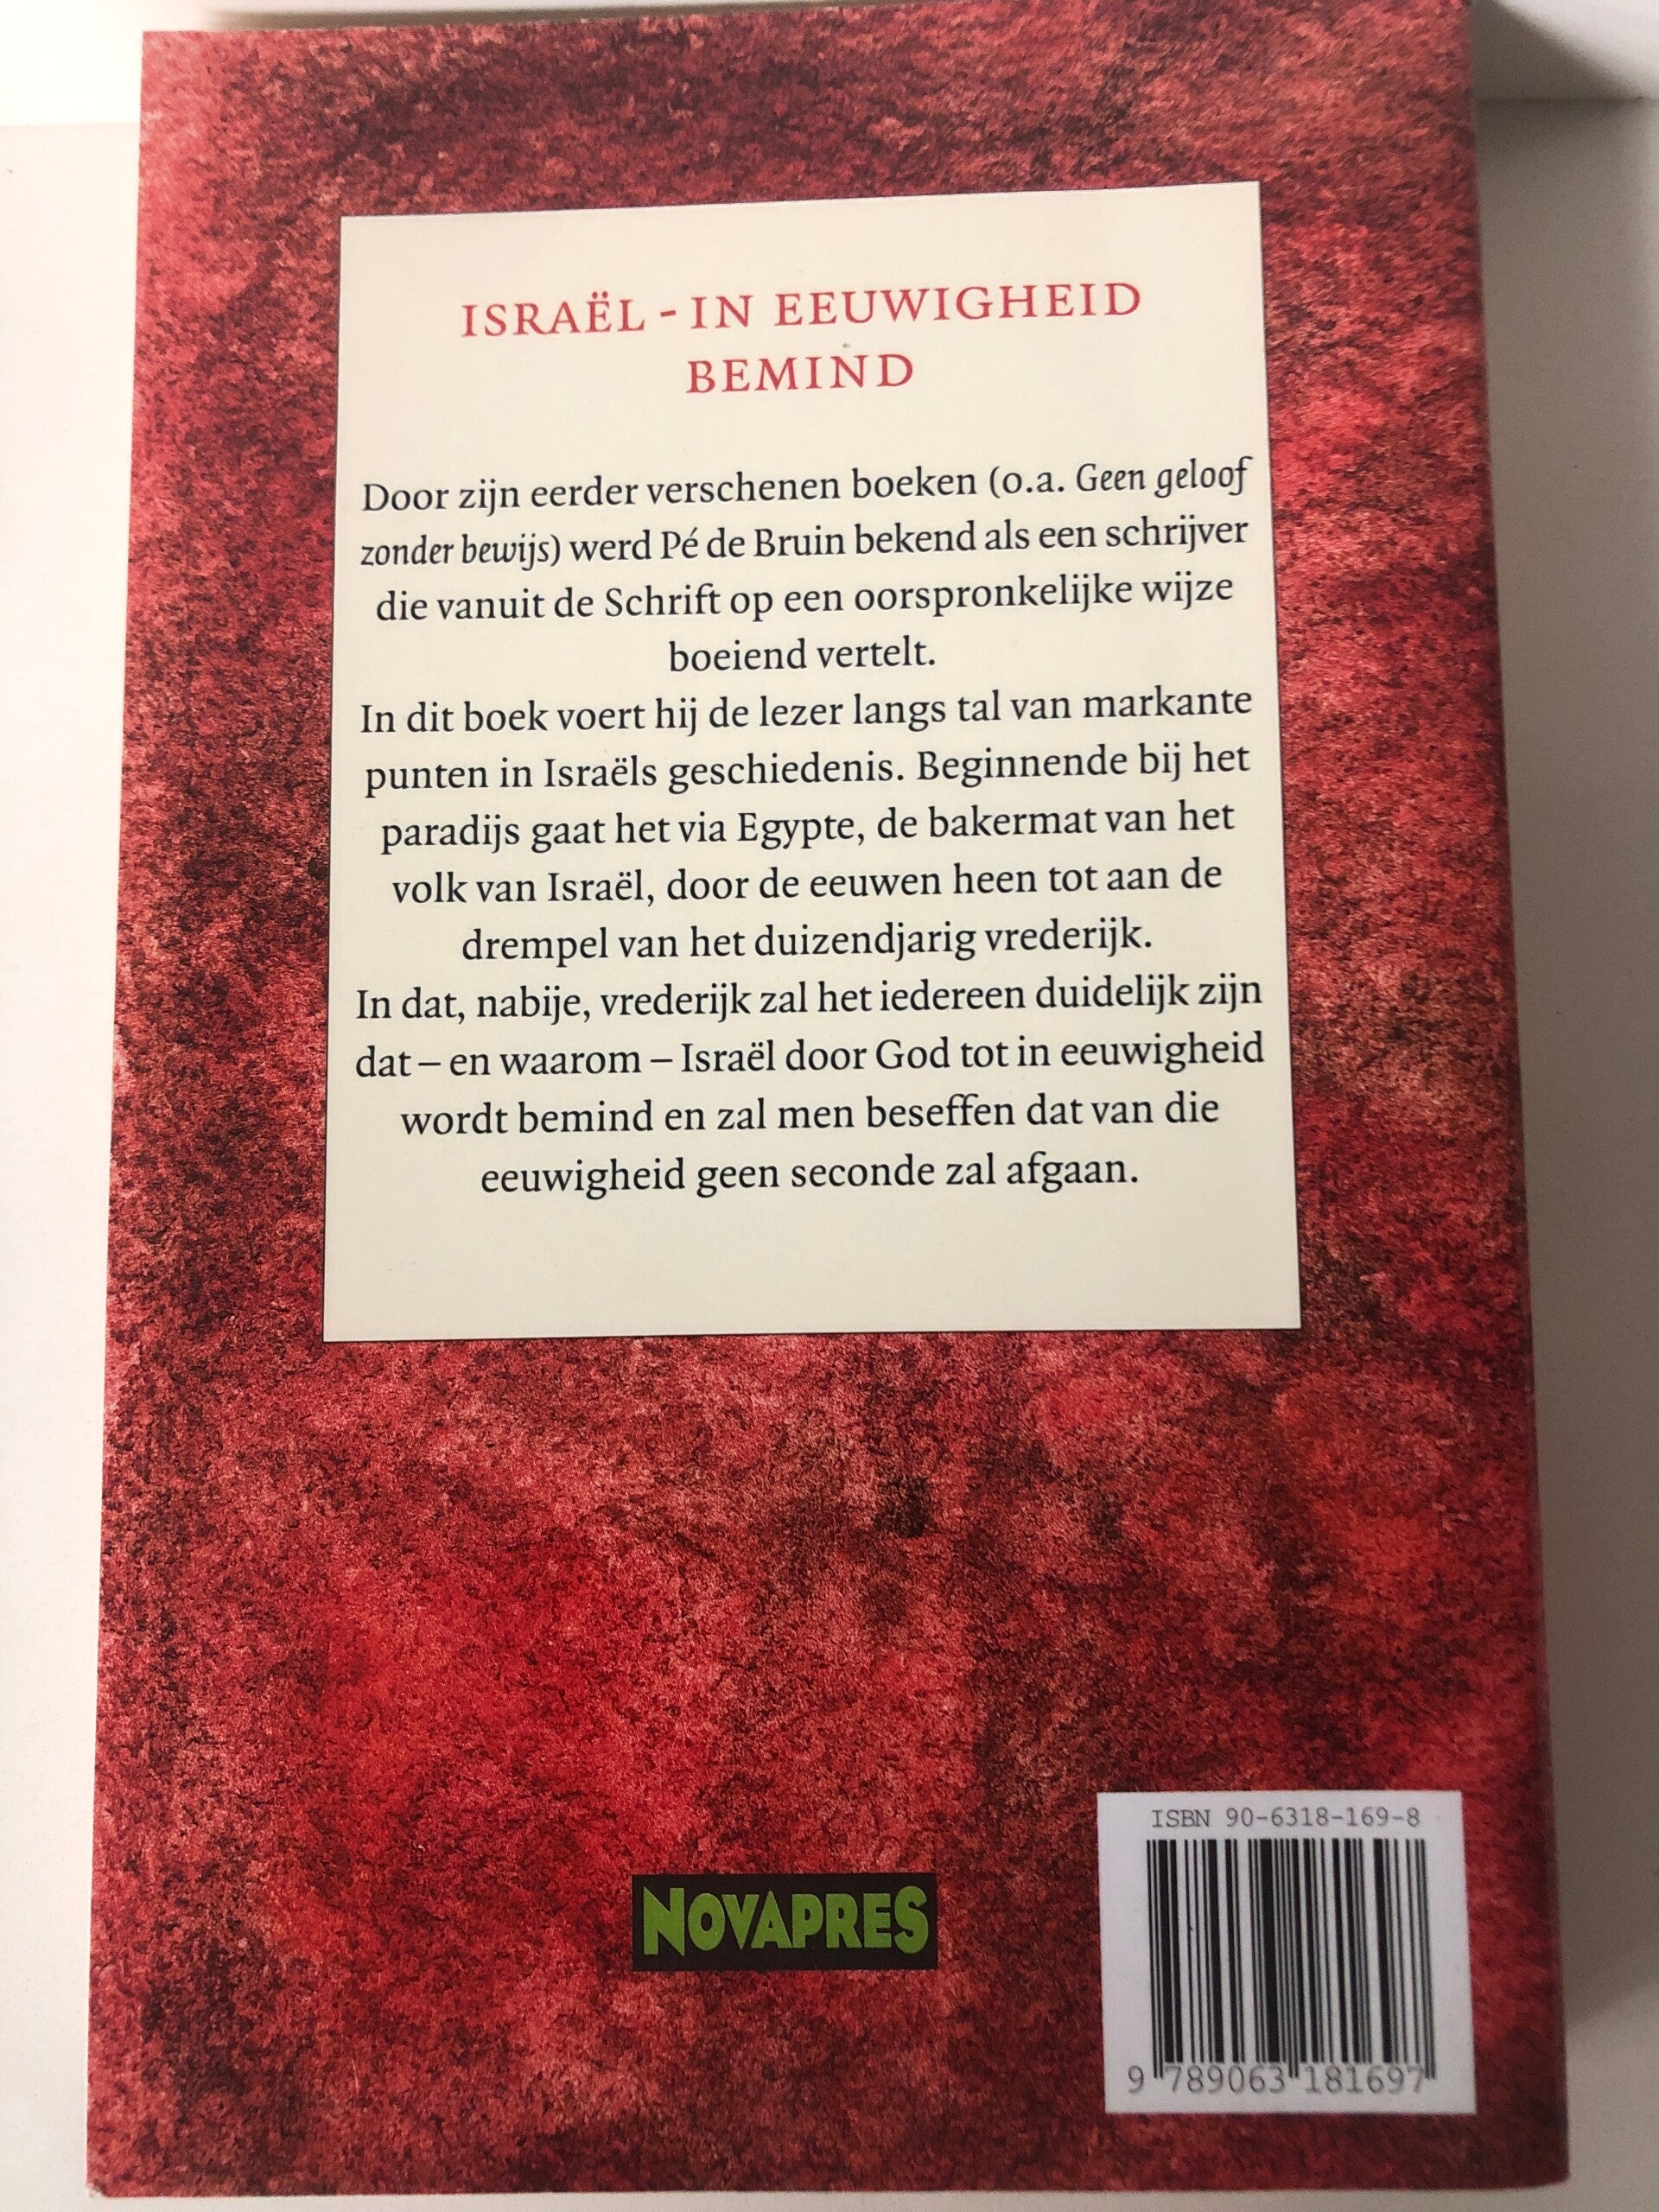 ISRAËL - IN EEUWIGHEID
BEMIND
Door zijn eerder verschenen boeken (o.a. Geen geloof
zonder bewijs) werd Pé de Bruin bekend als een schrijver
die vanuit de Schrift op een oorspronkelijke wijze
boeiend vertelt.
In dit boek voert hij de lezer langs tal van markante
punten in Israëls geschiedenis. Beginnende bij het
paradijs gaat het via Egypte, de bakermat van het
volk van Israël, door de eeuwen heen tot aan de
drempel van het duizendjarig vrederijk.
In dat, nabije, vrederijk zal het iedereen duidelijk zijn
dat – en waarom – Israël door God tot in eeuwigheid
wordt bemind en zal men beseffen dat van die
eeuwigheid geen seconde zal afgaan.
ISBN 90-6318-169-8
NOVAPRES
9 789063 181697